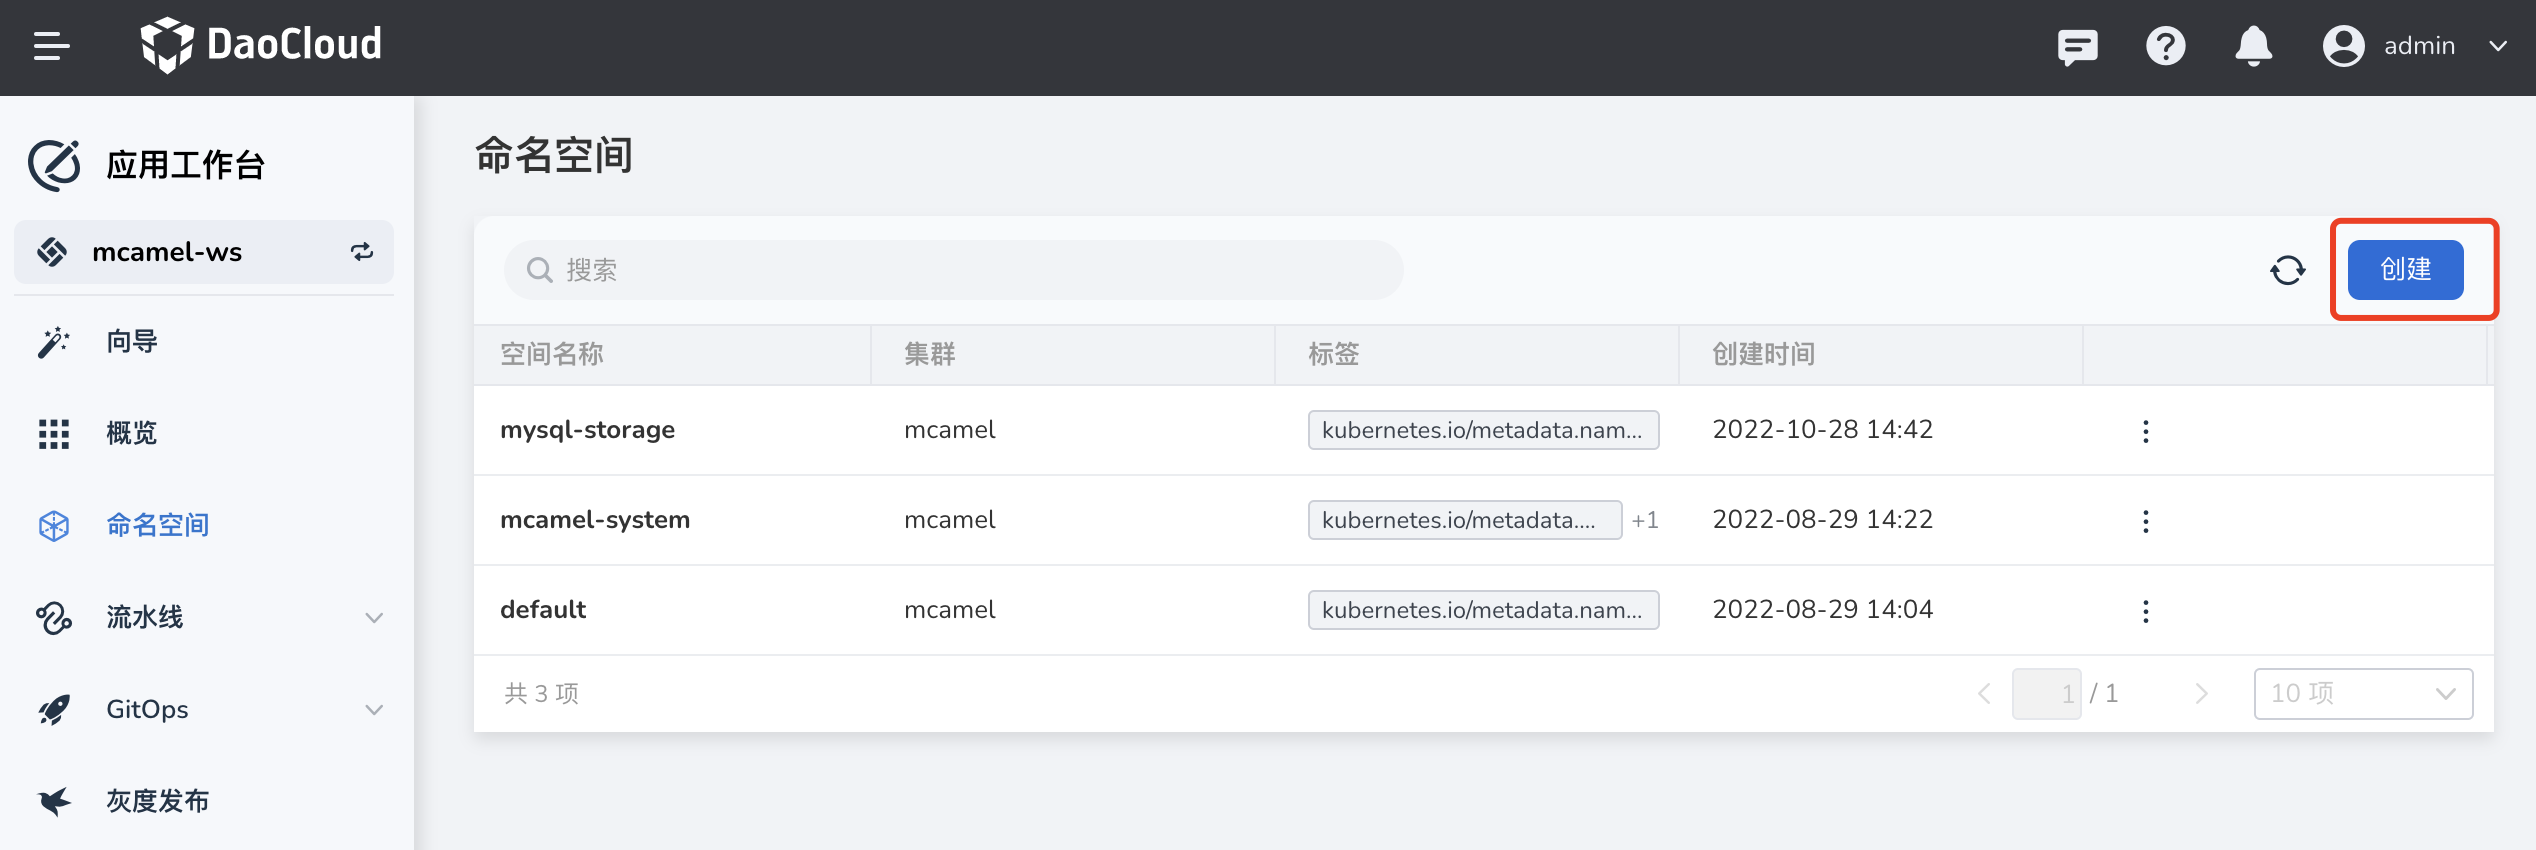 DaoCloud
admin
应用工作台
mcamel-ws
向导
概览
命名空间
流水线
GitOps
灰度发布
命名空间
搜索
创建
空间名称 集群 标签 创建时间
mysql-storage mcamel kubernetes.io/metadata.nam... 2022-10-28 14:42
mcamel-system mcamel kubernetes.io/metadata.... +1 2022-08-29 14:22
default mcamel kubernetes.io/metadata.nam... 2022-08-29 14:04
共 3 项
1 / 1
10 项